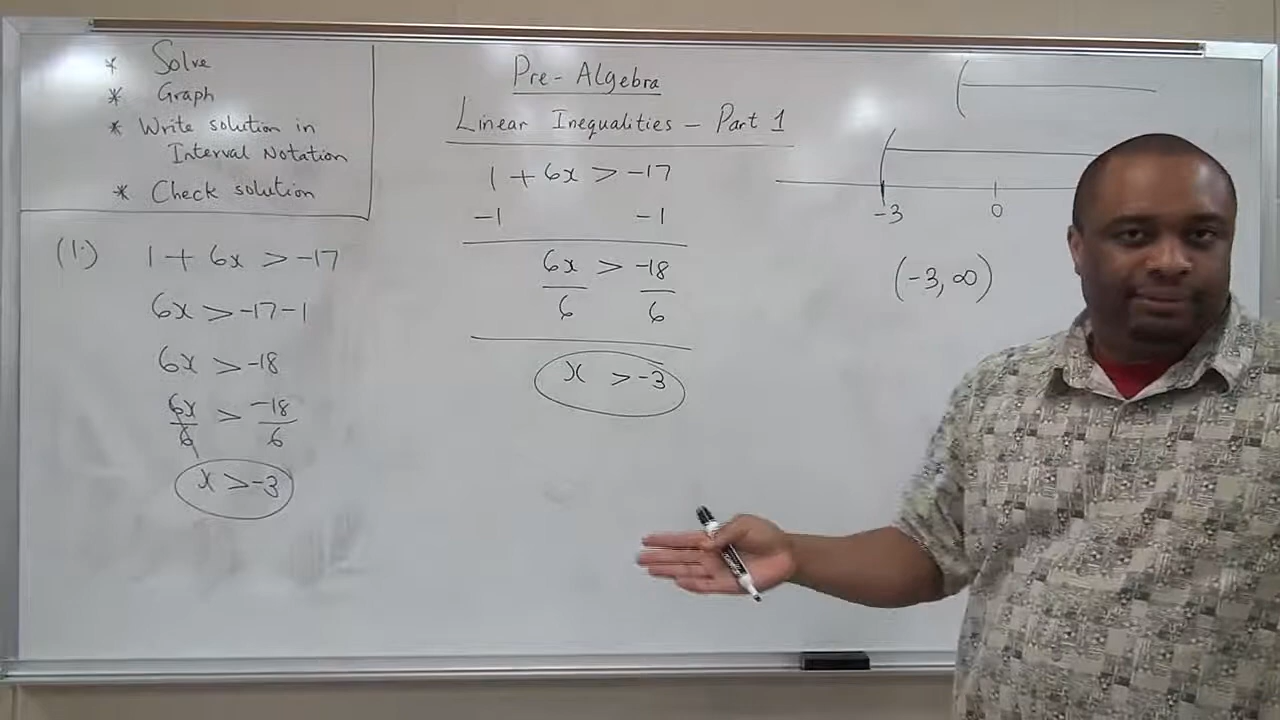 * Solve
* Graph
* Write solution in
Interval Notation
* Check solution
Pre-Algebra
Linear Inequalities – Part 1
(1.) 1 + 6x > -17
6x > -17-1
6x > -18
6x/6 > -18/6
x > -3
1 + 6x > -17
-1 -1
6x > -18
6 6
x > -3
-3 0
(-3, ∞)